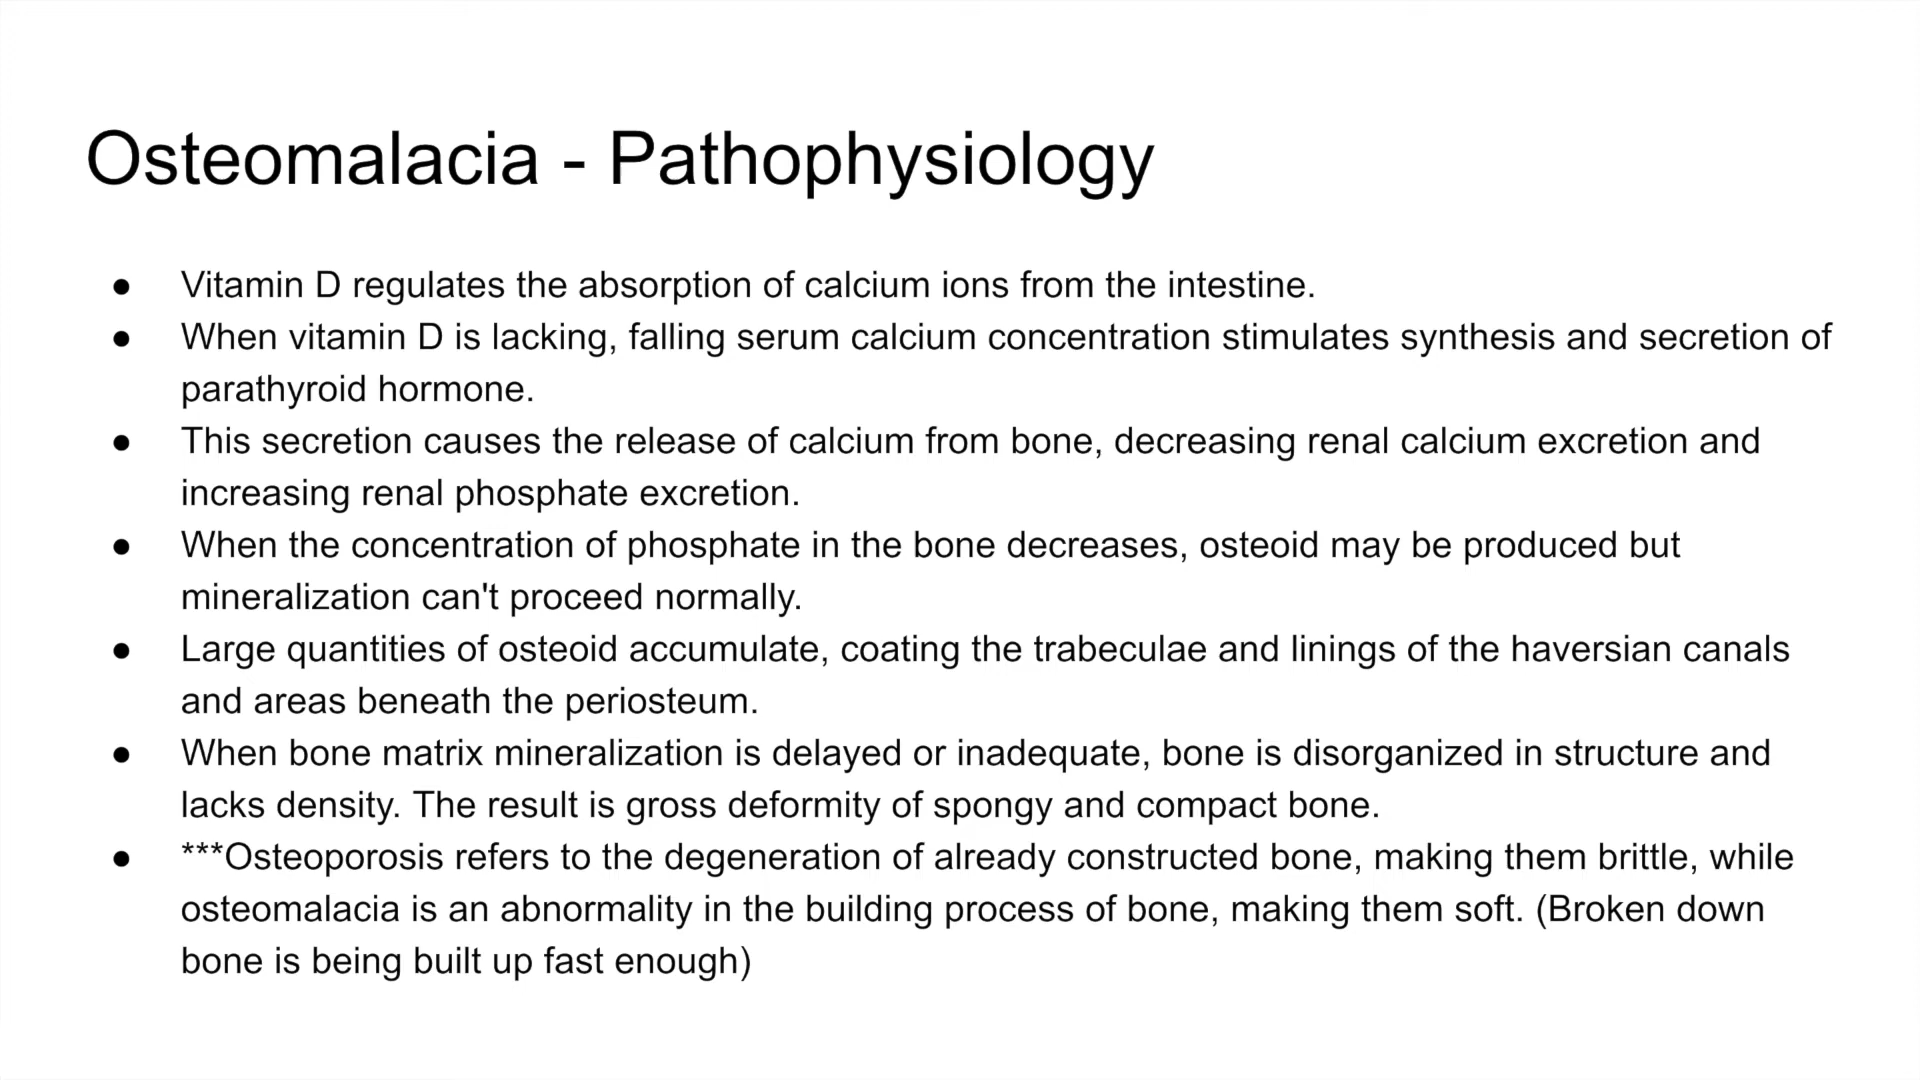 Osteomalacia - Pathophysiology
● Vitamin D regulates the absorption of calcium ions from the intestine.
● When vitamin D is lacking, falling serum calcium concentration stimulates synthesis and secretion of
parathyroid hormone.
● This secretion causes the release of calcium from bone, decreasing renal calcium excretion and
increasing renal phosphate excretion.
● When the concentration of phosphate in the bone decreases, osteoid may be produced but
mineralization can't proceed normally.
● Large quantities of osteoid accumulate, coating the trabeculae and linings of the haversian canals
and areas beneath the periosteum.
● When bone matrix mineralization is delayed or inadequate, bone is disorganized in structure and
lacks density. The result is gross deformity of spongy and compact bone.
● ***Osteoporosis refers to the degeneration of already constructed bone, making them brittle, while
osteomalacia is an abnormality in the building process of bone, making them soft. (Broken down
bone is being built up fast enough)